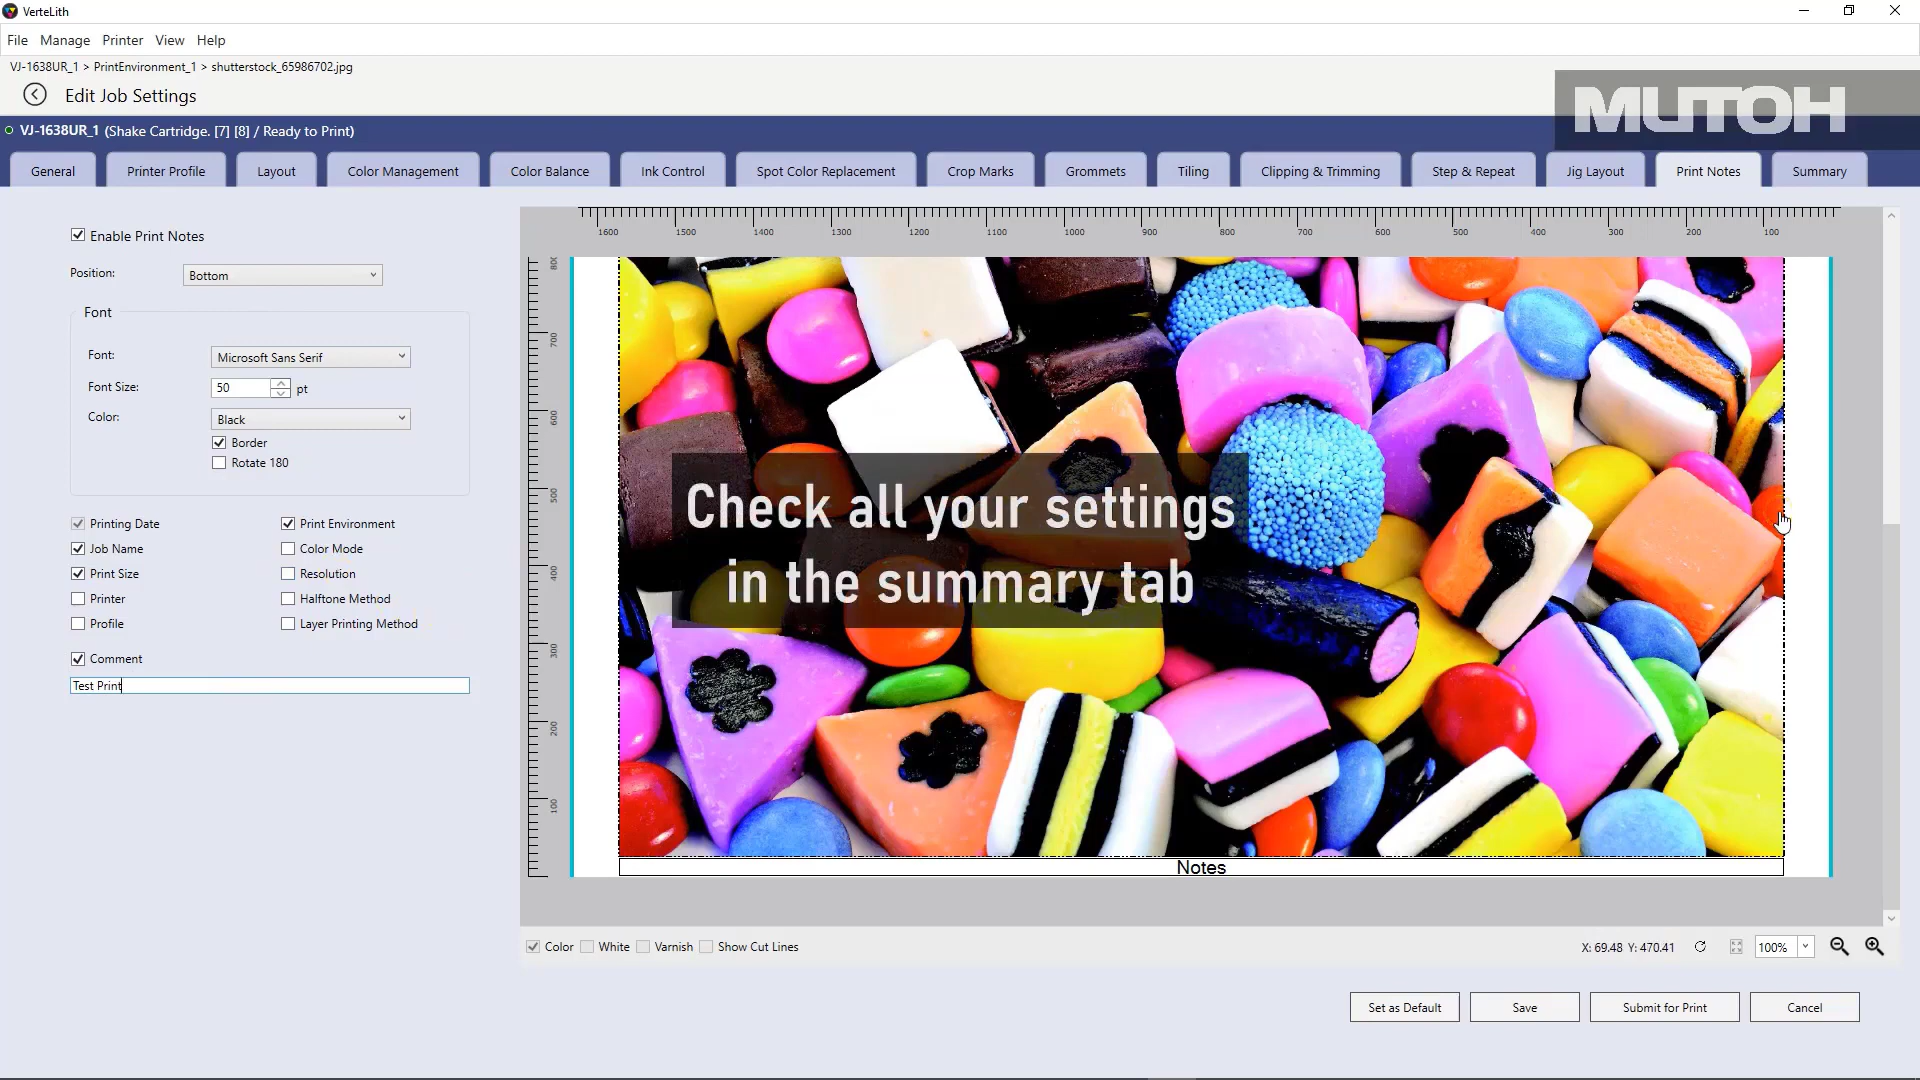 VerteLith
File Manage Printer View Help
VJ-1638UR_1 > PrintEnvironment_1 > shutterstock_65986702.jpg
Edit Job Settings
MUTOH
VJ-1638UR_1 (Shake Cartridge. [7] [8] / Ready to Print)
General Printer Profile Layout Color Management Color Balance Ink Control Spot Color Replacement Crop Marks Grommets Tiling Clipping & Trimming Step & Repeat Jig Layout Print Notes Summary
Enable Print Notes
Position: Bottom
Font
Font: Microsoft Sans Serif
Font Size: 50 pt
Color: Black
Border
Rotate 180
Printing Date Print Environment
Job Name Color Mode
Print Size Resolution
Printer Halftone Method
Profile Layer Printing Method
Comment
Test Print
1600 1500 1400 1300 1200 1100 1000 900 800 700 600 500 400 300 200 100
800
700
600
500
400
300
200
100
Check all your settings
in the summary tab
Notes
Color White Varnish Show Cut Lines X: 69.48 Y: 470.41 100%
Set as Default Save Submit for Print Cancel